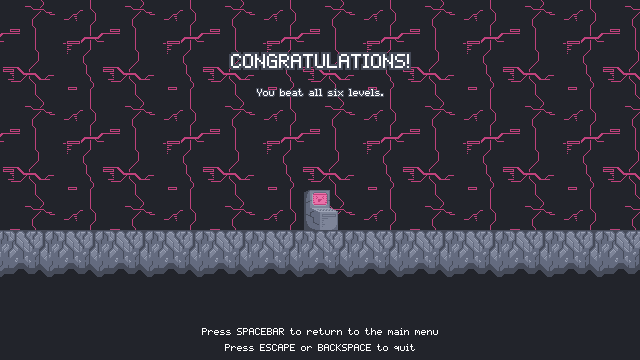 CONGRATULATIONS!
You beat all six levels.
Press SPACEBAR to return to the main menu
Press ESCAPE or BACKSPACE to quit